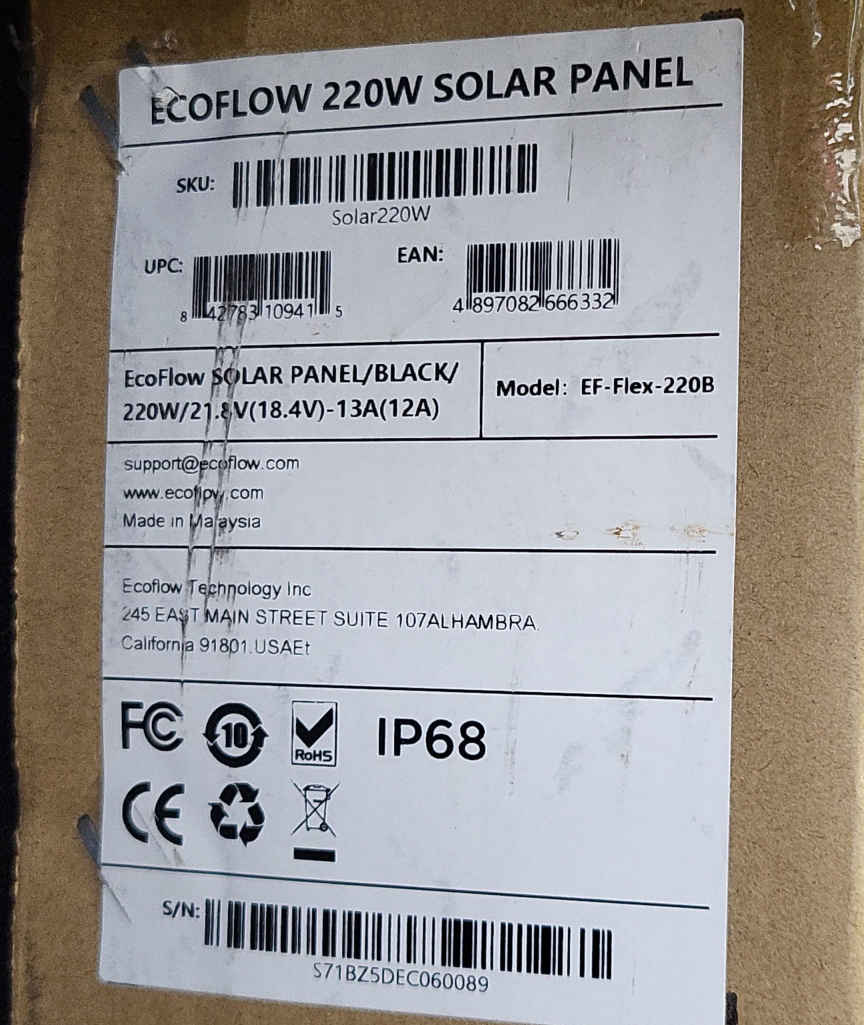 ECOFLOW 220W SOLAR PANEL
SKU:
Solar220W
UPC: EAN:
8 42783 10941 5 4 897082 666332
EcoFlow SOLAR PANEL/BLACK/
220W/21.8V(18.4V)-13A(12A)
Model: EF-Flex-220B
support@ecoflow.com
www.ecoflow.com
Made in Malaysia
Ecoflow Technology Inc
245 EAST MAIN STREET SUITE 107ALHAMBRA.
California 91801.USAEt
FC 10 RoHS IP68
CE
S/N:
S71BZ5DEC060089